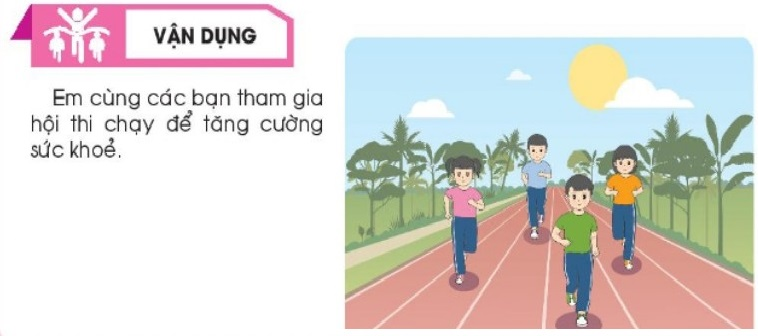 VẬN DỤNG
Em cùng các bạn tham gia
hội thi chạy để tăng cường
sức khoẻ.